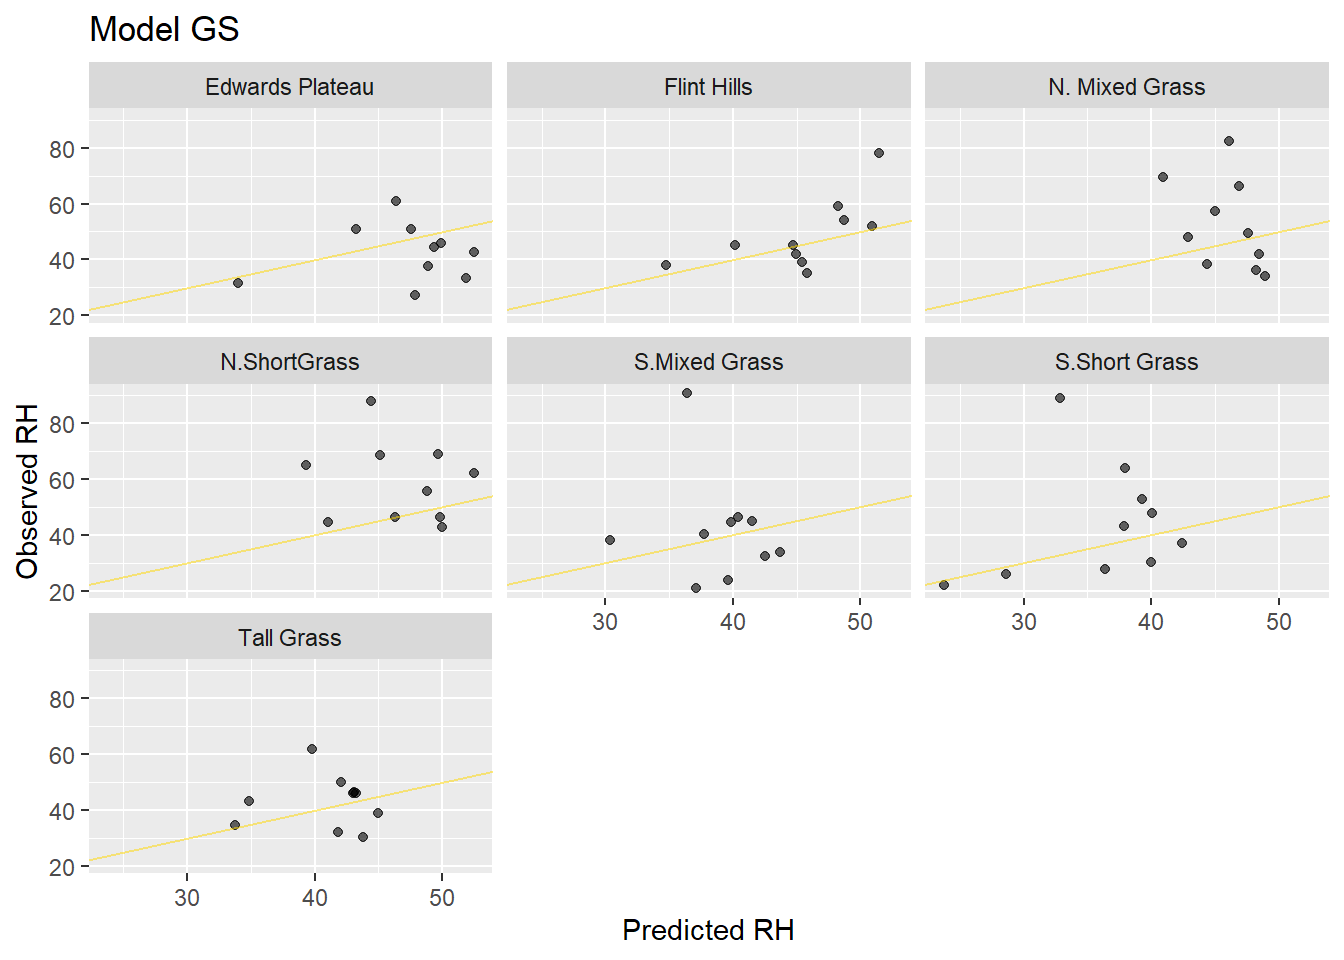 Model GS
Edwards Plateau
Flint Hills
N. Mixed Grass
80
60
40
20
N.ShortGrass
S.Mixed Grass
S.Short Grass
Observed RH
80
60
40
20
30 40 50
30 40 50
Tall Grass
80
60
40
20
30 40 50
Predicted RH